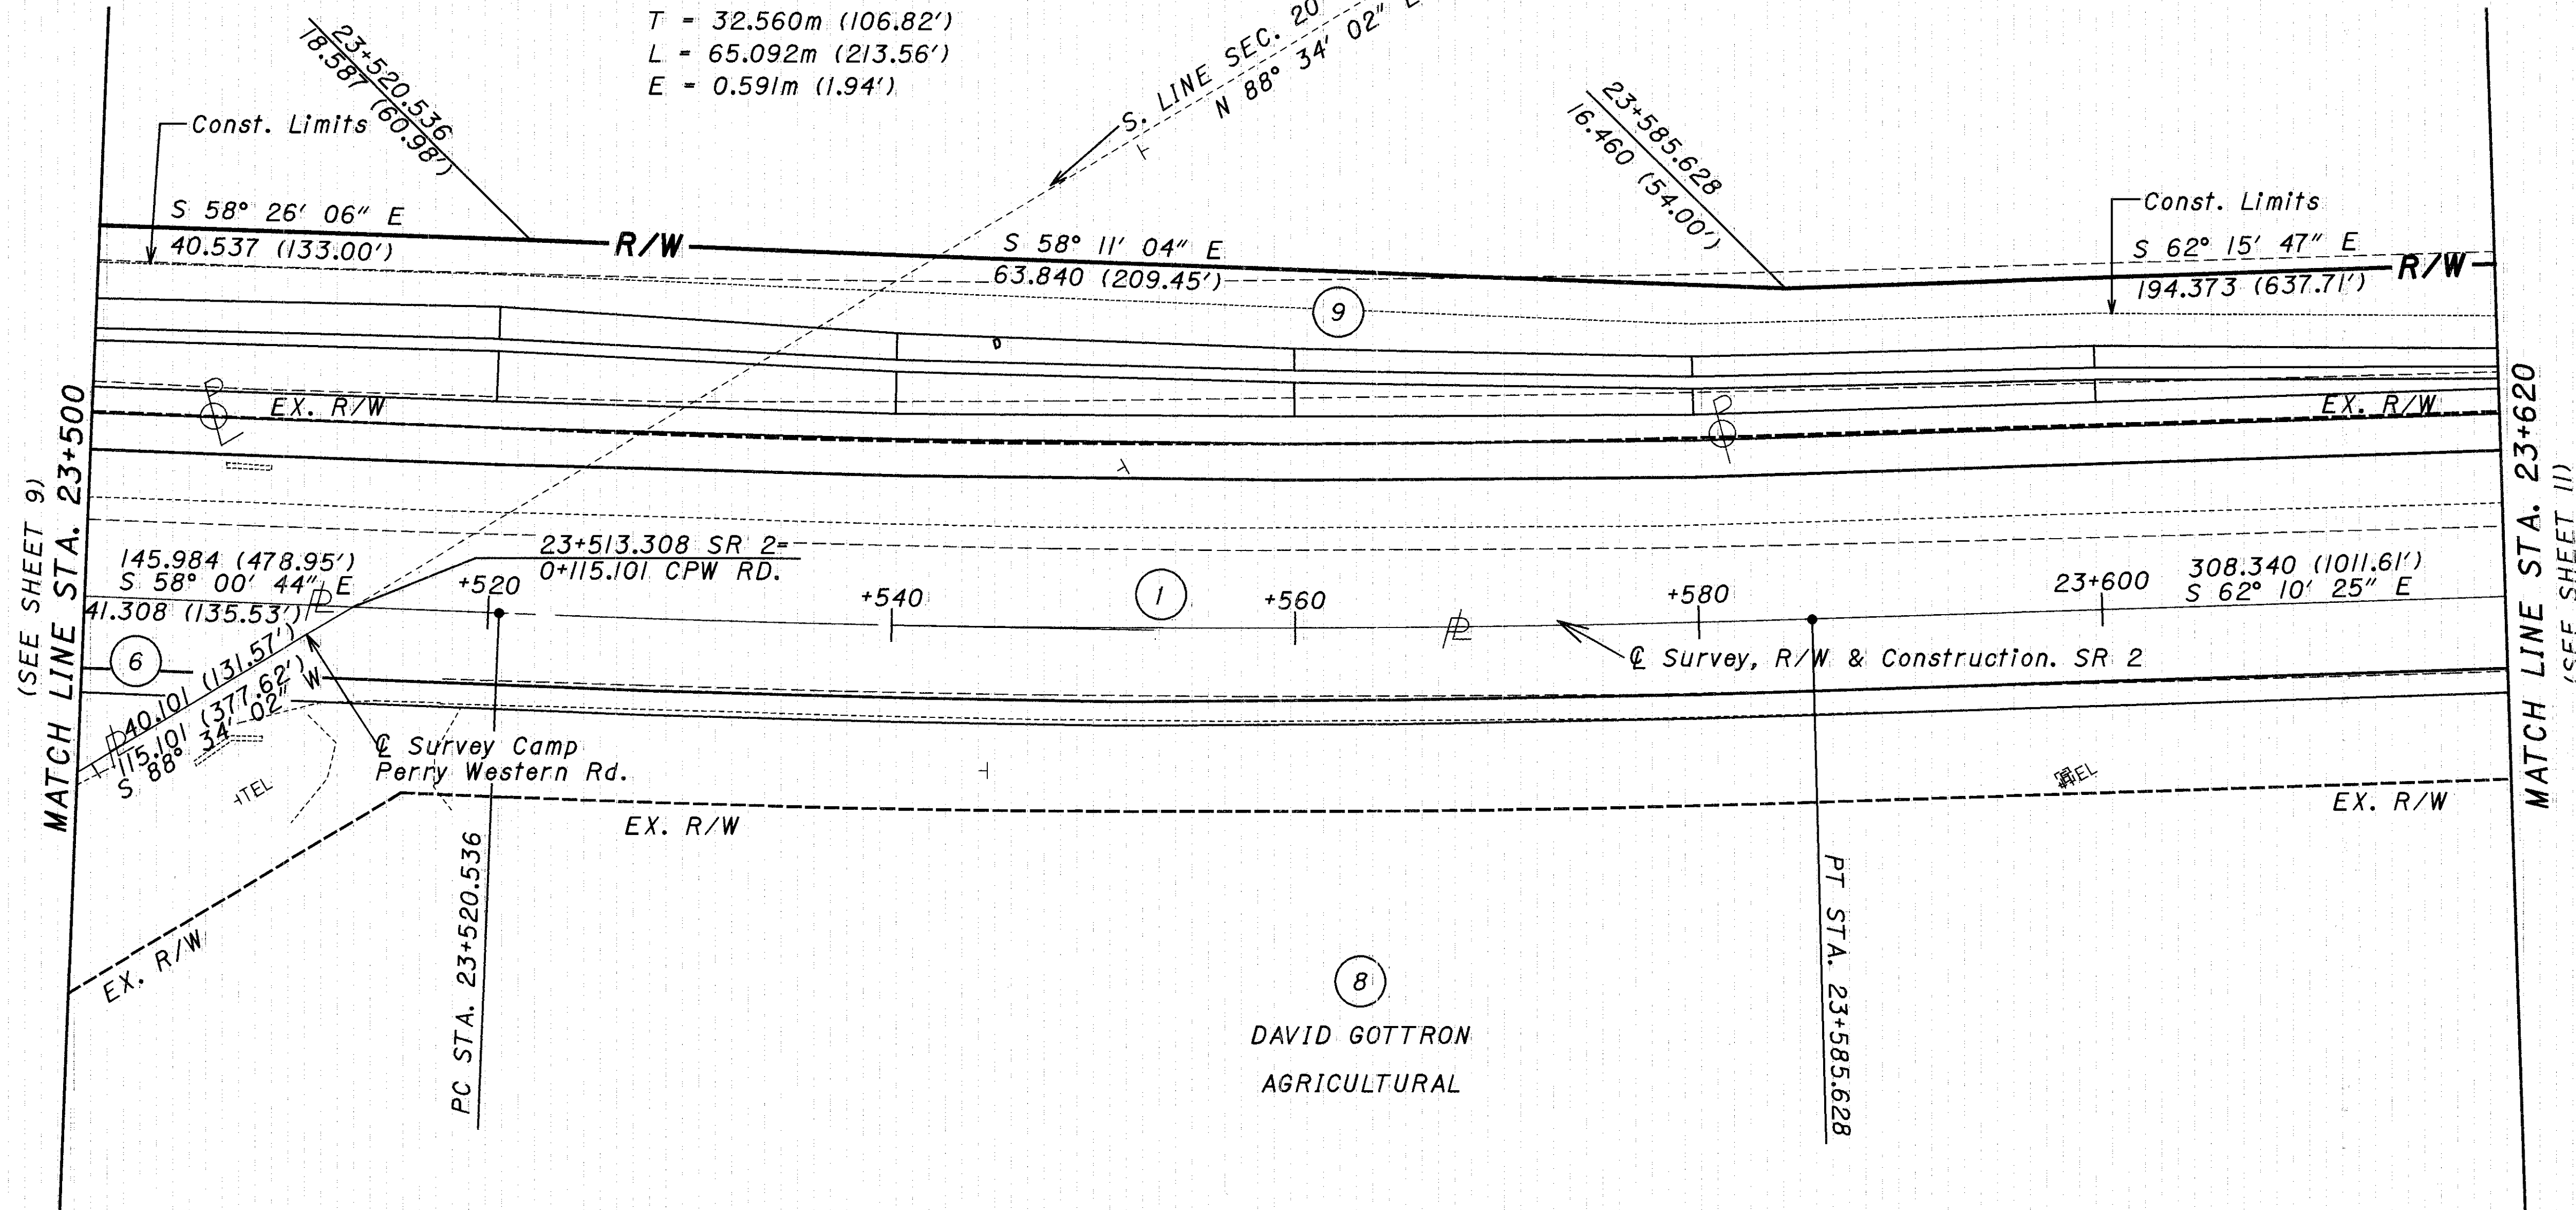 T = 32.560m (106.82')
L = 65.092m (213.56')
E = 0.591m (1.94')
S. LINE SEC. 20
N 88° 34' 02"
23+520.536
18.587 (60.98')
23+585.628
16.460 (54.00')
Const. Limits
Const. Limits
S 58° 26' 06" E
40.537 (133.00')
R/W
S 58° 11' 04" E
63.840 (209.45')
S 62° 15' 47" E
194.373 (637.71')
R/W
9
EX. R/W
EX. R/W
MATCH LINE STA. 23+500
(SEE SHEET 9)
MATCH LINE STA. 23+620
(SEE SHEET 11)
145.984 (478.95')
S 58° 00' 44" E
41.308 (135.53')
23+513.308 SR 2=
0+115.101 CPW RD.
+520
+540
1
+560
+580
23+600
308.340 (1011.61')
S 62° 10' 25" E
℄ Survey, R/W & Construction. SR 2
6
40.101 (131.57')
115.101 (377.62')
S 88° 34' 02" W
℄ Survey Camp
Perry Western Rd.
TEL
EX. R/W
EX. R/W
EX. R/W
PC STA. 23+520.536
PT STA. 23+585.628
8
DAVID GOTTRON
AGRICULTURAL